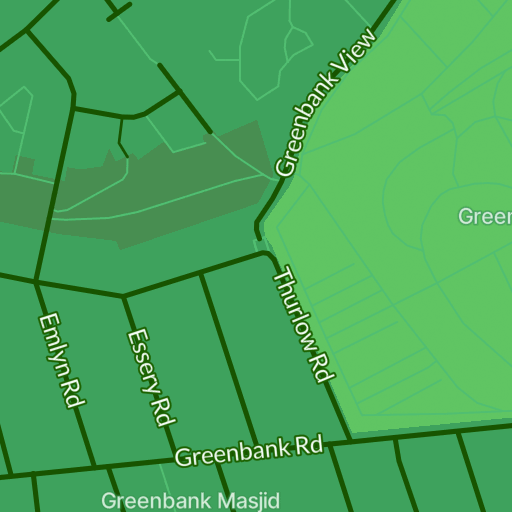 Greenbank View
Green
Thurlow Rd
Emlyn Rd
Essery Rd
Greenbank Rd
Greenbank Masjid